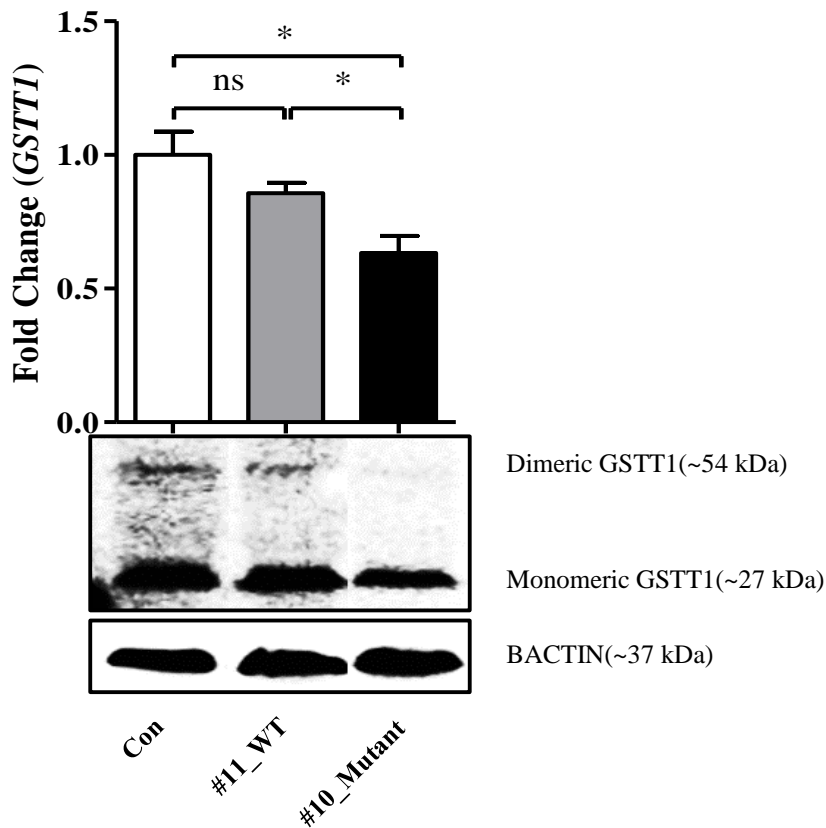 Fold Change (GSTT1)
1.5
1.0
0.5
0.0
*
ns
*
Dimeric GSTT1(~54 kDa)
Monomeric GSTT1(~27 kDa)
BACTIN(~37 kDa)
Con
#11_WT
#10_Mutant